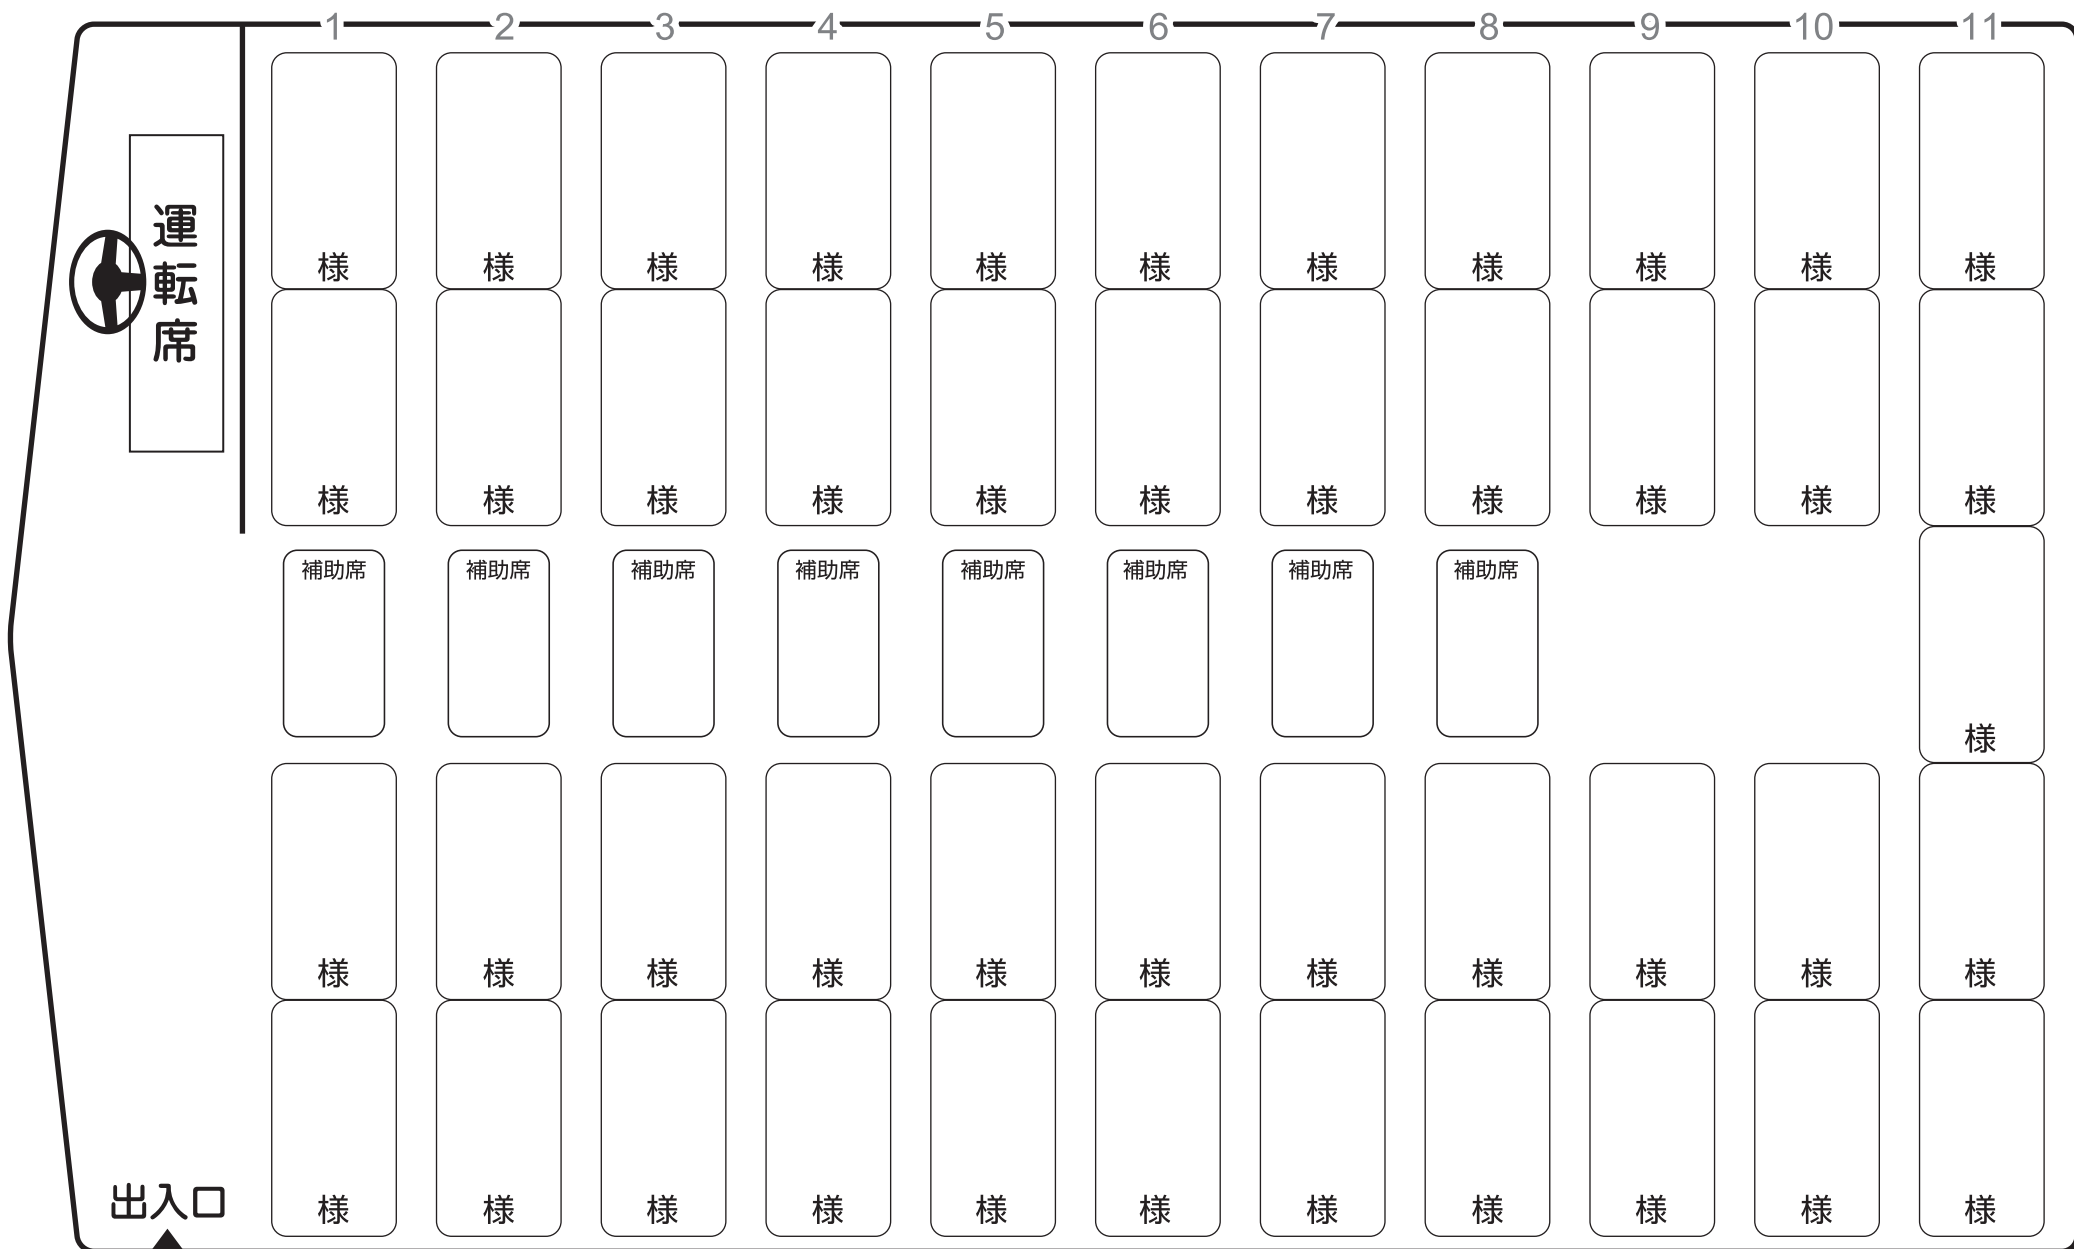 1 2 3 4 5 6 7 8 9 10 11
運転席
様 様 様 様 様 様 様 様 様 様 様
様 様 様 様 様 様 様 様 様 様 様
補助席 補助席 補助席 補助席 補助席 補助席 補助席 補助席
様
様 様 様 様 様 様 様 様 様 様 様
出入口
様 様 様 様 様 様 様 様 様 様 様